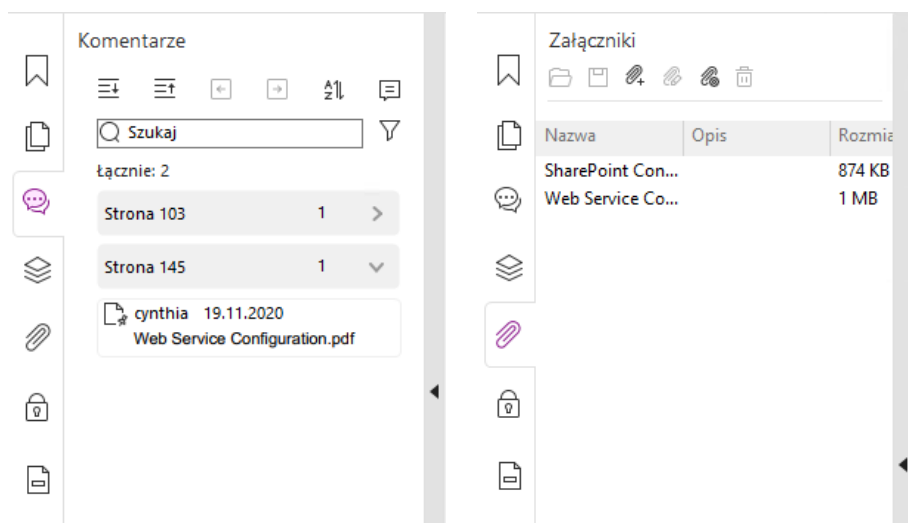 Komentarze
Szukaj
Łącznie: 2
Strona 103 1
Strona 145 1
cynthia 19.11.2020
Web Service Configuration.pdf
Załączniki
Nazwa Opis Rozmia
SharePoint Con... 874 KB
Web Service Co... 1 MB